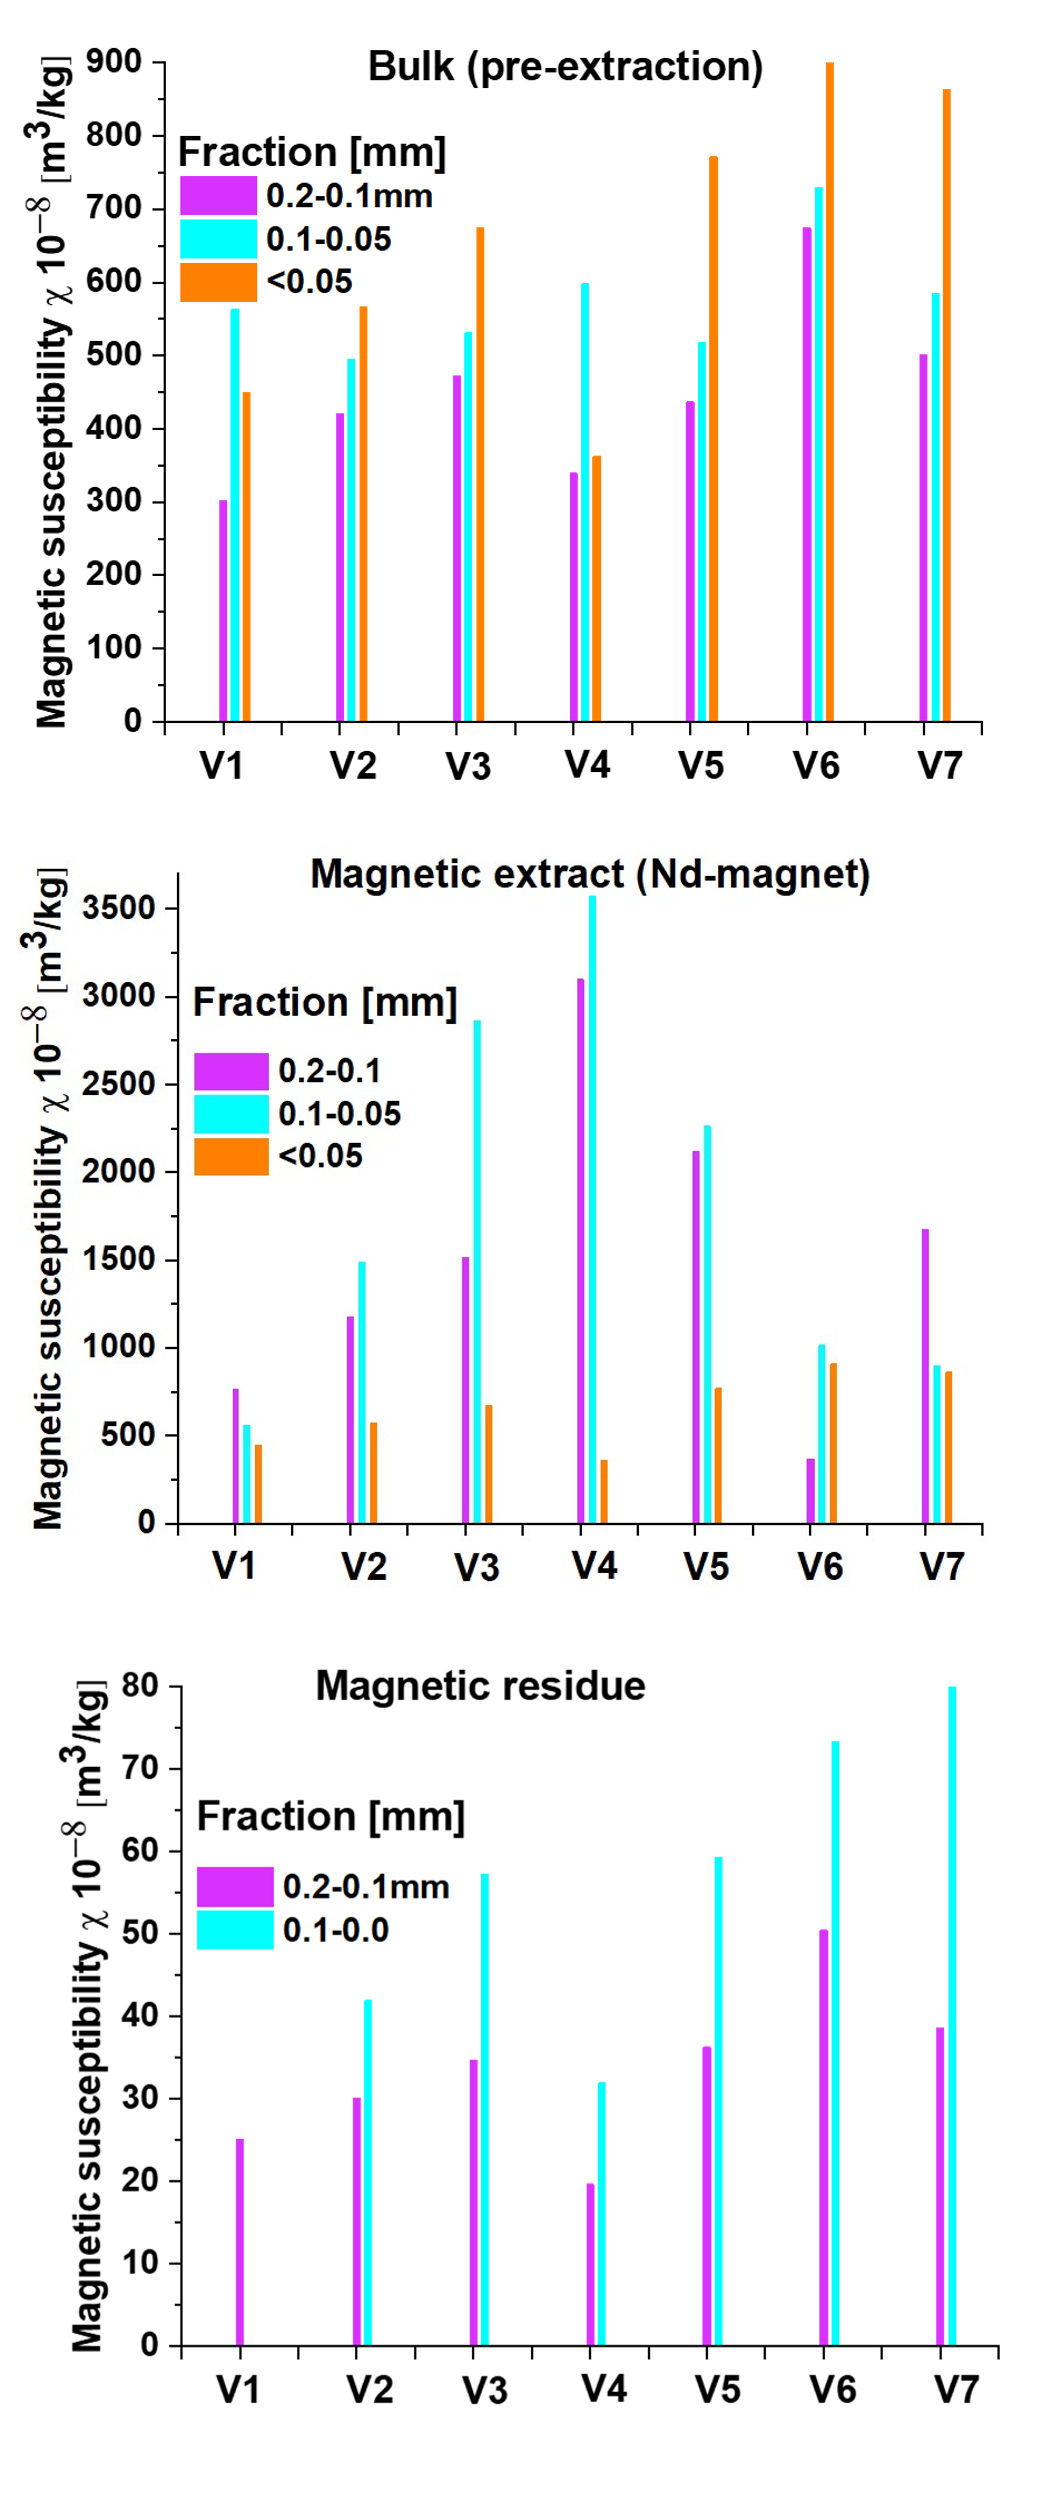 Bulk (pre-extraction)
Magnetic susceptibility χ 10⁻⁸ [m³/kg]
900
800
700
600
500
400
300
200
100
0
Fraction [mm]
0.2-0.1mm
0.1-0.05
<0.05
V1 V2 V3 V4 V5 V6 V7
Magnetic extract (Nd-magnet)
Magnetic susceptibility χ 10⁻⁸ [m³/kg]
3500
3000
2500
2000
1500
1000
500
0
Fraction [mm]
0.2-0.1
0.1-0.05
<0.05
V1 V2 V3 V4 V5 V6 V7
Magnetic residue
Magnetic susceptibility χ 10⁻⁸ [m³/kg]
80
70
60
50
40
30
20
10
0
Fraction [mm]
0.2-0.1mm
0.1-0.0
V1 V2 V3 V4 V5 V6 V7